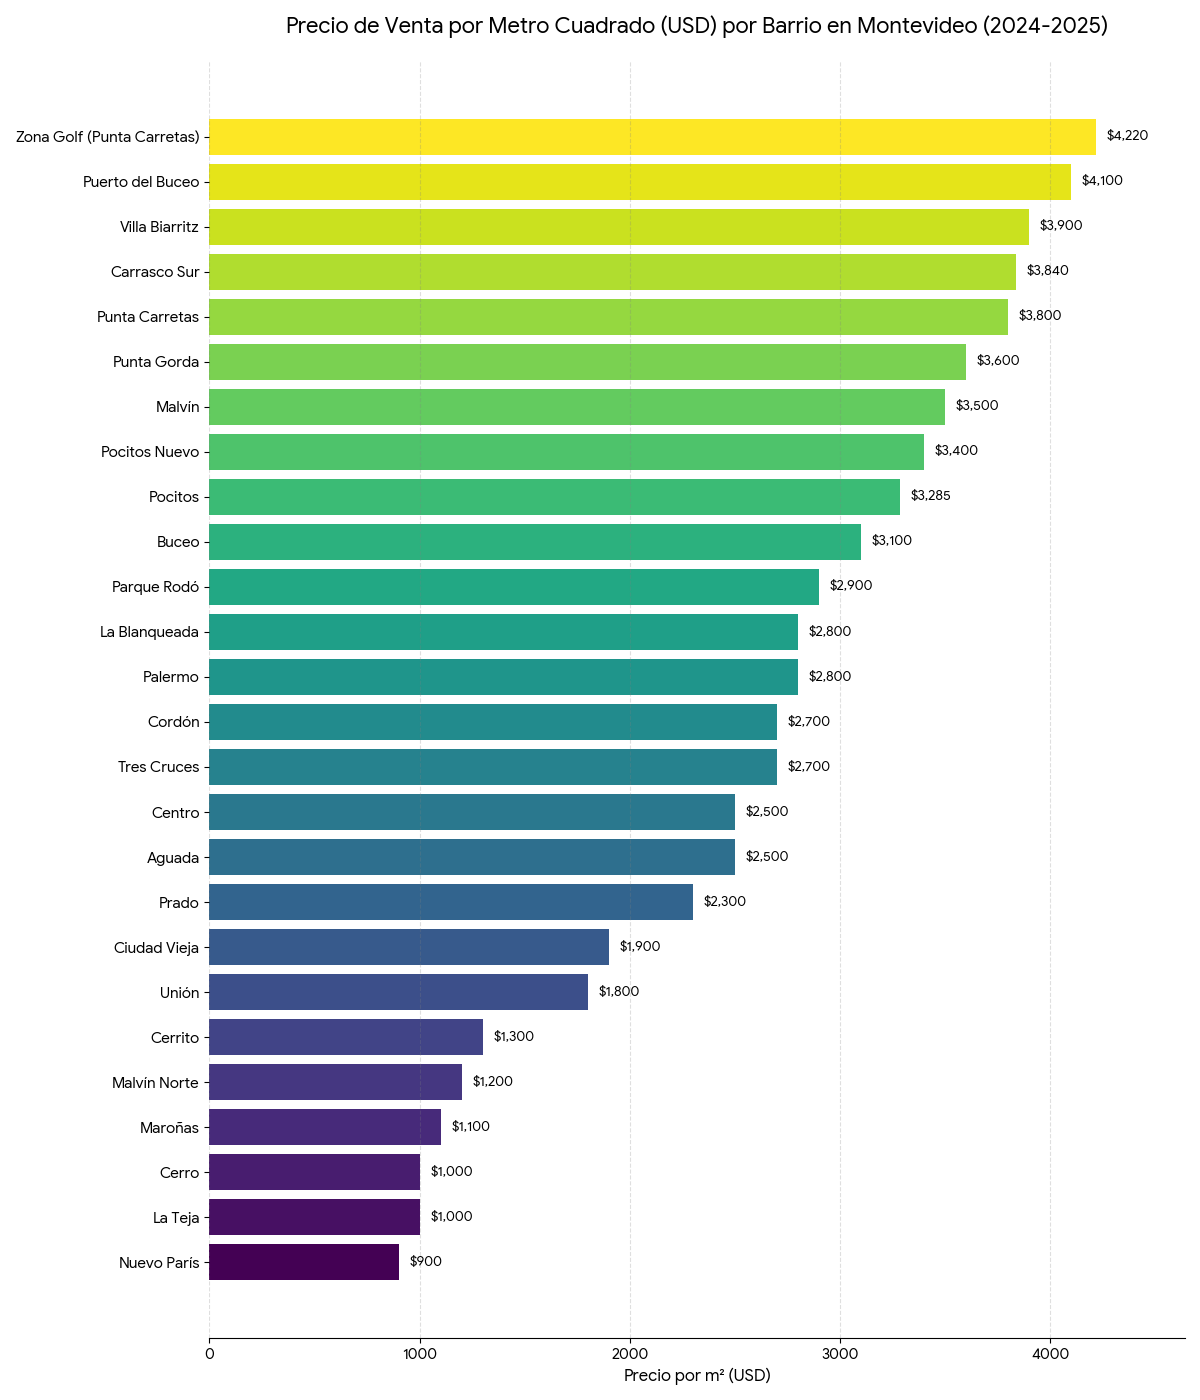 Precio de Venta por Metro Cuadrado (USD) por Barrio en Montevideo (2024-2025)
Zona Golf (Punta Carretas) $4,220
Puerto del Buceo $4,100
Villa Biarritz $3,900
Carrasco Sur $3,840
Punta Carretas $3,800
Punta Gorda $3,600
Malvín $3,500
Pocitos Nuevo $3,400
Pocitos $3,285
Buceo $3,100
Parque Rodó $2,900
La Blanqueada $2,800
Palermo $2,800
Cordón $2,700
Tres Cruces $2,700
Centro $2,500
Aguada $2,500
Prado $2,300
Ciudad Vieja $1,900
Unión $1,800
Cerrito $1,300
Malvín Norte $1,200
Maroñas $1,100
Cerro $1,000
La Teja $1,000
Nuevo París $900
0 1000 2000 3000 4000
Precio por m² (USD)